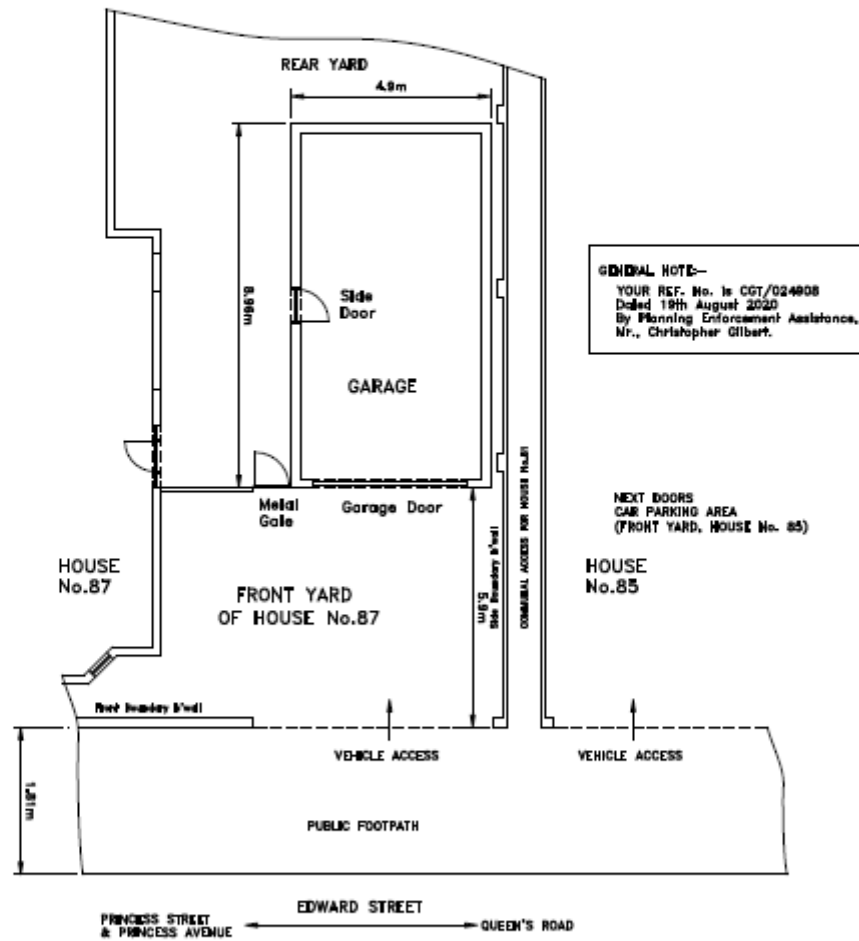 REAR YARD
4.9m
GENERAL NOTE:-
YOUR REF. No. is CGT/024908
Dated 19th August 2020
By Planning Enforcement Assistance,
Mr., Christopher Gilbert.
8.96m
Side
Door
GARAGE
Metal
Gate
Garage Door
COMMUNAL ACCESS FOR HOUSE No.81
NEXT DOORS
CAR PARKING AREA
(FRONT YARD, HOUSE No. 85)
HOUSE
No.87
FRONT YARD
OF HOUSE No.87
5.9m
Side Boundary b'wall
HOUSE
No.85
Front Boundary b'wall
VEHICLE ACCESS
VEHICLE ACCESS
1.81m
PUBLIC FOOTPATH
EDWARD STREET
PRINCESS STREET
& PRINCESS AVENUE
QUEEN'S ROAD